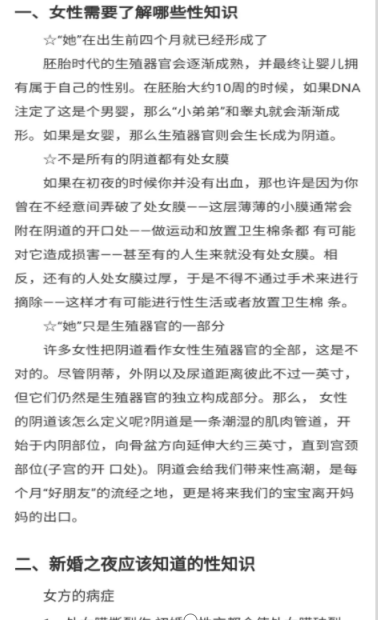 一、女性需要了解哪些性知识
☆“她”在出生前四个月就已经形成了
胚胎时代的生殖器官会逐渐成熟，并最终让婴儿拥
有属于自己的性别。在胚胎大约10周的时候，如果DNA
注定了这是个男婴，那么“小弟弟”和睾丸就会渐渐成
形。如果是女婴，那么生殖器官则会生长成为阴道。
☆不是所有的阴道都有处女膜
如果在初夜的时候你并没有出血，那也许是因为你
曾在不经意间弄破了处女膜——这层薄薄的小膜通常会
附在阴道的开口处——做运动和放置卫生棉条都 有可能
对它造成损害——甚至有的人生来就没有处女膜。相
反，还有的人处女膜过厚，于是不得不通过手术来进行
摘除——这样才有可能进行性生活或者放置卫生棉 条。
☆“她”只是生殖器官的一部分
许多女性把阴道看作女性生殖器官的全部，这是不
对的。尽管阴蒂，外阴以及尿道距离彼此不过一英寸，
但它们仍然是生殖器官的独立构成部分。那么， 女性
的阴道该怎么定义呢?阴道是一条潮湿的肌肉管道，开
始于内阴部位，向骨盆方向延伸大约三英寸，直到宫颈
部位(子宫的开 口处)。阴道会给我们带来性高潮，是每
个月“好朋友”的流经之地，更是将来我们的宝宝离开妈
妈的出口。
二、新婚之夜应该知道的性知识
女方的病症